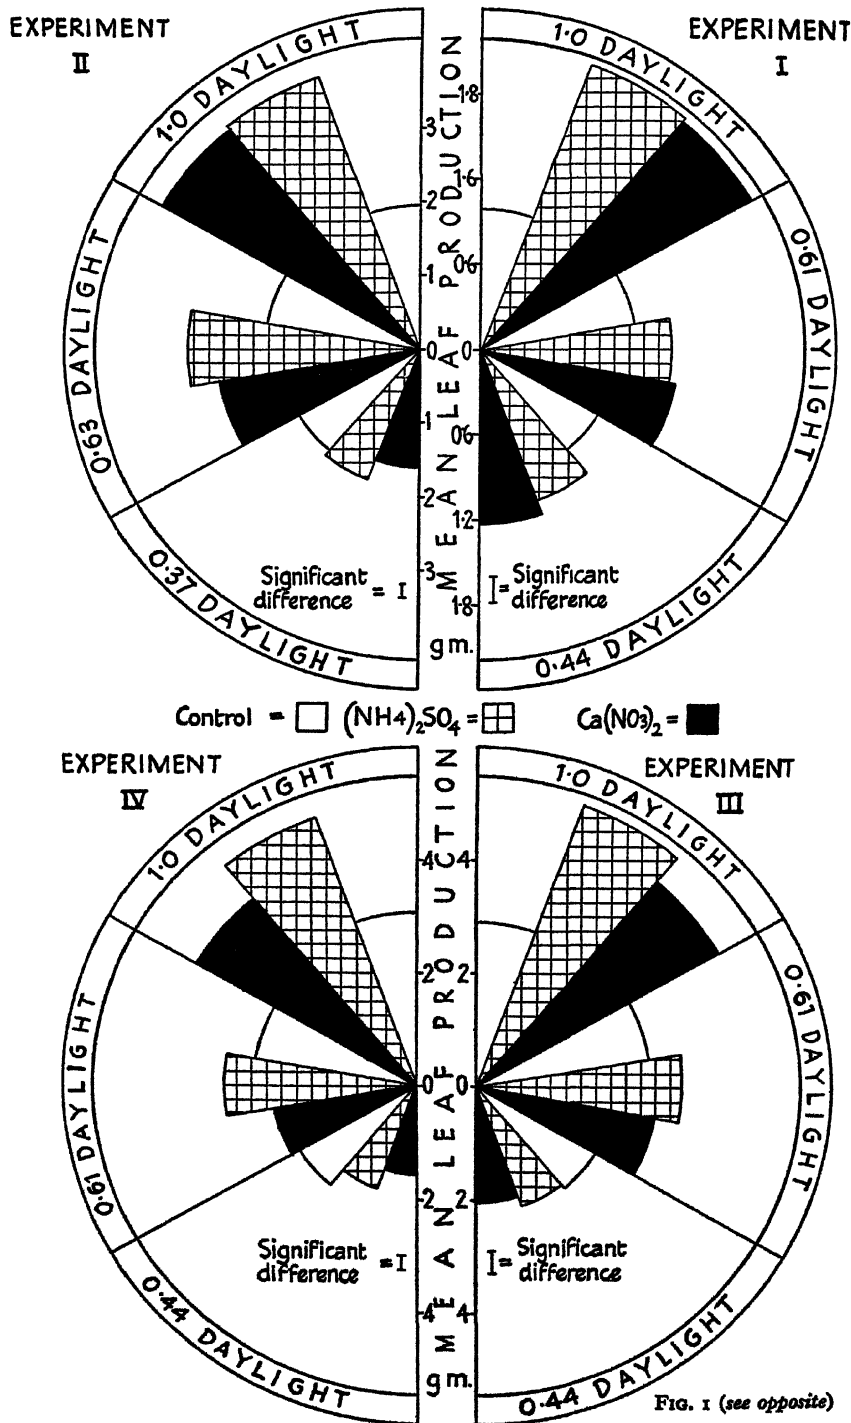 EXPERIMENT
II
EXPERIMENT
I
1·0 DAYLIGHT
1·0 DAYLIGHT
0·63 DAYLIGHT
0·61 DAYLIGHT
0·37 DAYLIGHT
0·44 DAYLIGHT
MEAN LEAF PRODUCTION
3
2
1
0
1
2
3
1·8
1·6
0·6
0
0·6
1·2
1·8
gm.
Significant
difference = I
I = Significant
difference
Control = (NH4)₂SO₄ = Ca(NO₃)₂ =
EXPERIMENT
IV
EXPERIMENT
III
1·0 DAYLIGHT
1·0 DAYLIGHT
0·61 DAYLIGHT
0·61 DAYLIGHT
0·44 DAYLIGHT
0·44 DAYLIGHT
MEAN LEAF PRODUCTION
4 4
2 2
0 0
2 2
4 4
gm.
Significant
difference = I
I = Significant
difference
FIG. 1 (see opposite)